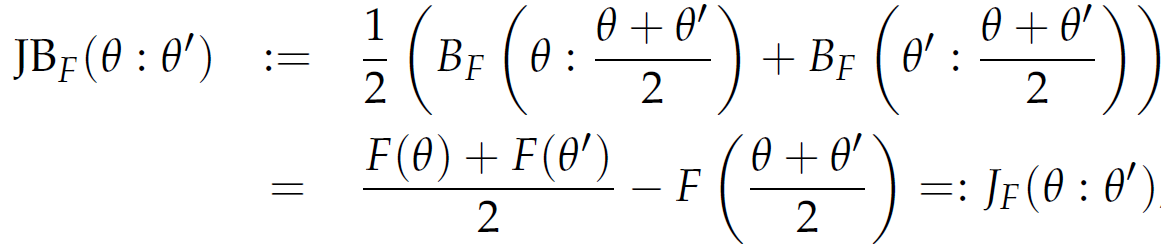 JB_F(θ : θ′) := 1/2 ( B_F ( θ : (θ + θ′)/2 ) + B_F ( θ′ : (θ + θ′)/2 ) )
= (F(θ) + F(θ′))/2 − F ( (θ + θ′)/2 ) =: J_F(θ : θ′).